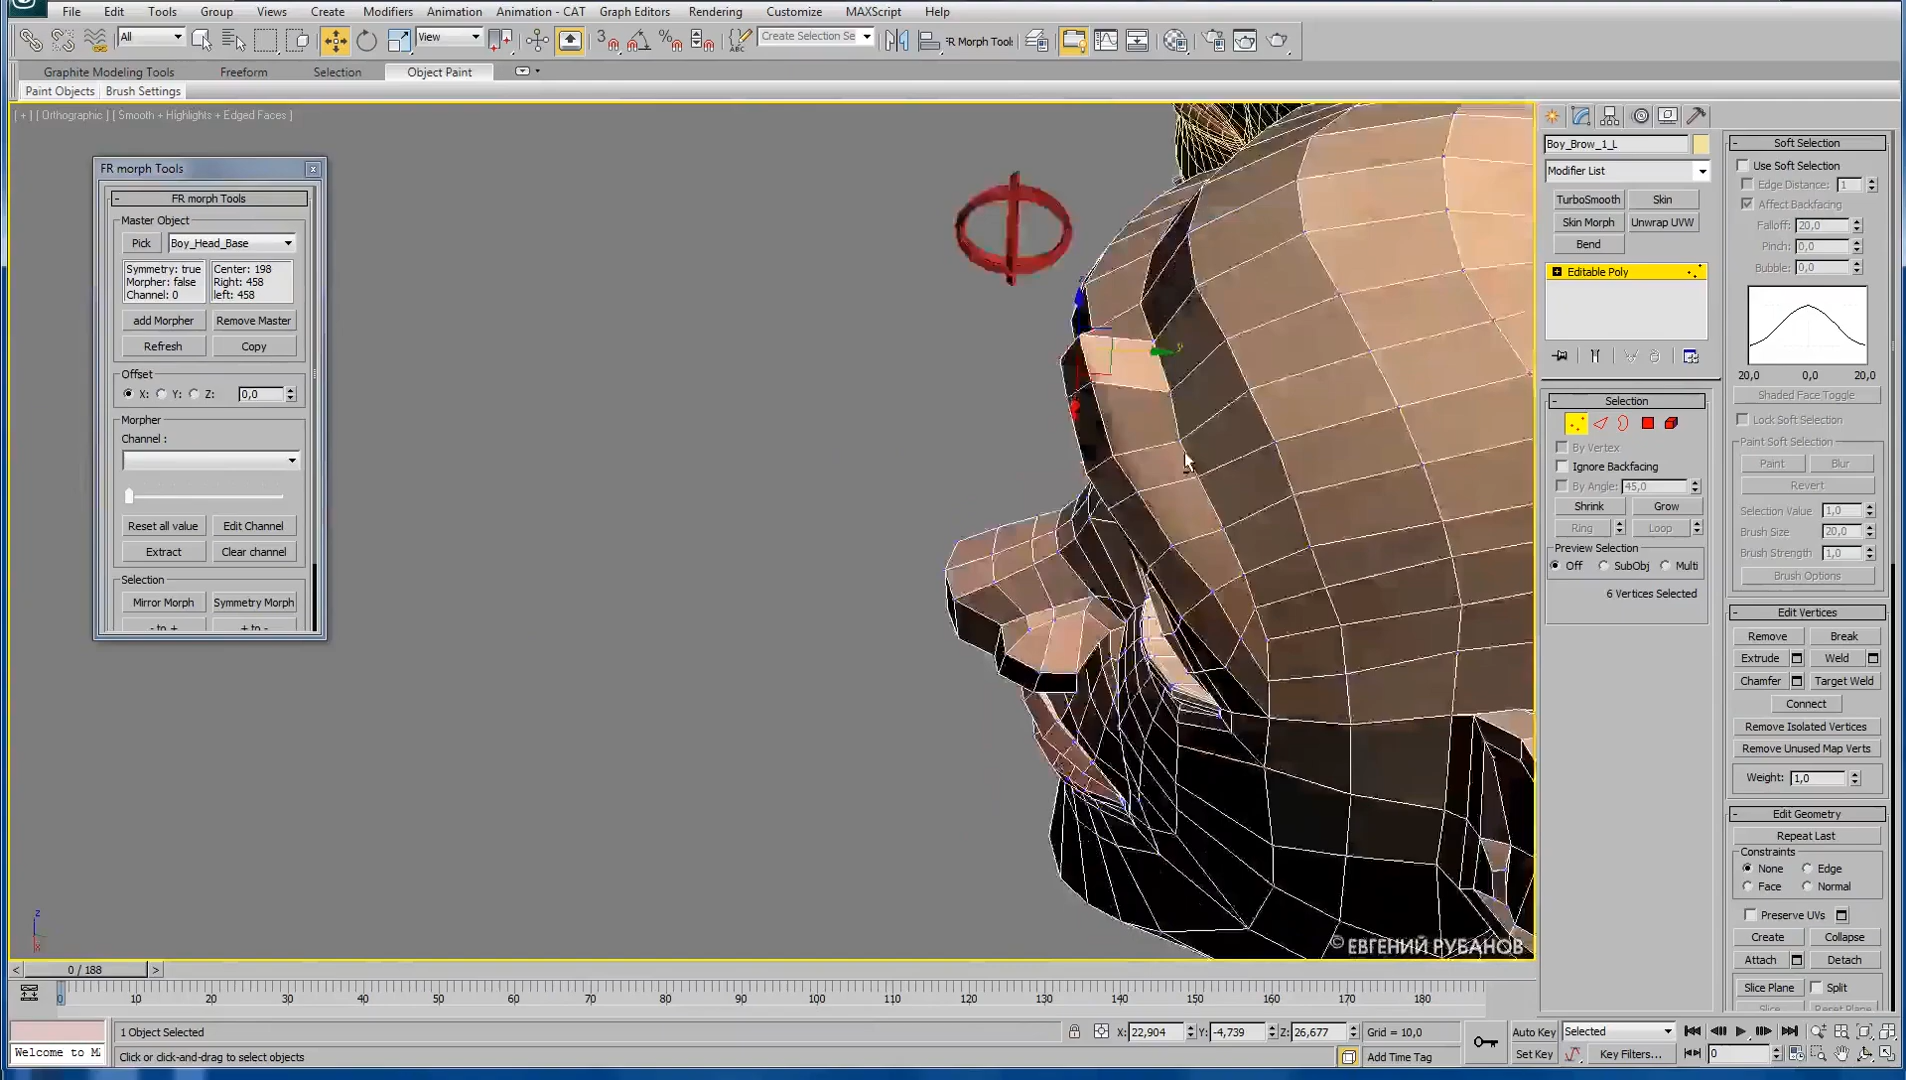 File Edit Tools Group Views Create Modifiers Animation Animation - CAT Graph Editors Rendering Customize MAXScript Help
All View Create Selection Se R Morph Tool:
Graphite Modeling Tools Freeform Selection Object Paint
Paint Objects Brush Settings
[ + ] [ Orthographic ] [ Smooth + Highlights + Edged Faces ]
FR morph Tools
FR morph Tools
Master Object
Pick Boy_Head_Base
Symmetry: true Center: 198
Morpher: false Right: 458
Channel: 0 left: 458
add Morpher Remove Master
Refresh Copy
Offset
X: Y: Z: 0,0
Morpher
Channel :
Reset all value Edit Channel
Extract Clear channel
Selection
Mirror Morph Symmetry Morph
- to + + to -
Boy_Brow_1_L
Modifier List
TurboSmooth Skin
Skin Morph Unwrap UVW
Bend
Editable Poly
Selection
By Vertex
Ignore Backfacing
By Angle: 45,0
Shrink Grow
Ring Loop
Preview Selection
Off SubObj Multi
6 Vertices Selected
Soft Selection
Use Soft Selection
Edge Distance: 1
Affect Backfacing
Falloff: 20,0
Pinch: 0,0
Bubble: 0,0
20,0 0,0 20,0
Shaded Face Toggle
Lock Soft Selection
Paint Soft Selection
Paint Blur
Revert
Selection Value 1,0
Brush Size 20,0
Brush Strength 1,0
Brush Options
Edit Vertices
Remove Break
Extrude Weld
Chamfer Target Weld
Connect
Remove Isolated Vertices
Remove Unused Map Verts
Weight: 1,0
Edit Geometry
Repeat Last
Constraints
None Edge
Face Normal
Preserve UVs
Create Collapse
Attach Detach
Slice Plane Split
Slice Reset Plane
z
x
© ЕВГЕНИЙ РУБАНОВ
< 0 / 188 >
0 10 20 30 40 50 60 70 80 90 100 110 120 130 140 150 160 170 180
1 Object Selected X: 22,904 Y: -4,739 Z: 26,677 Grid = 10,0 Auto Key Selected
Welcome to M Click or click-and-drag to select objects Add Time Tag Set Key Key Filters... 0